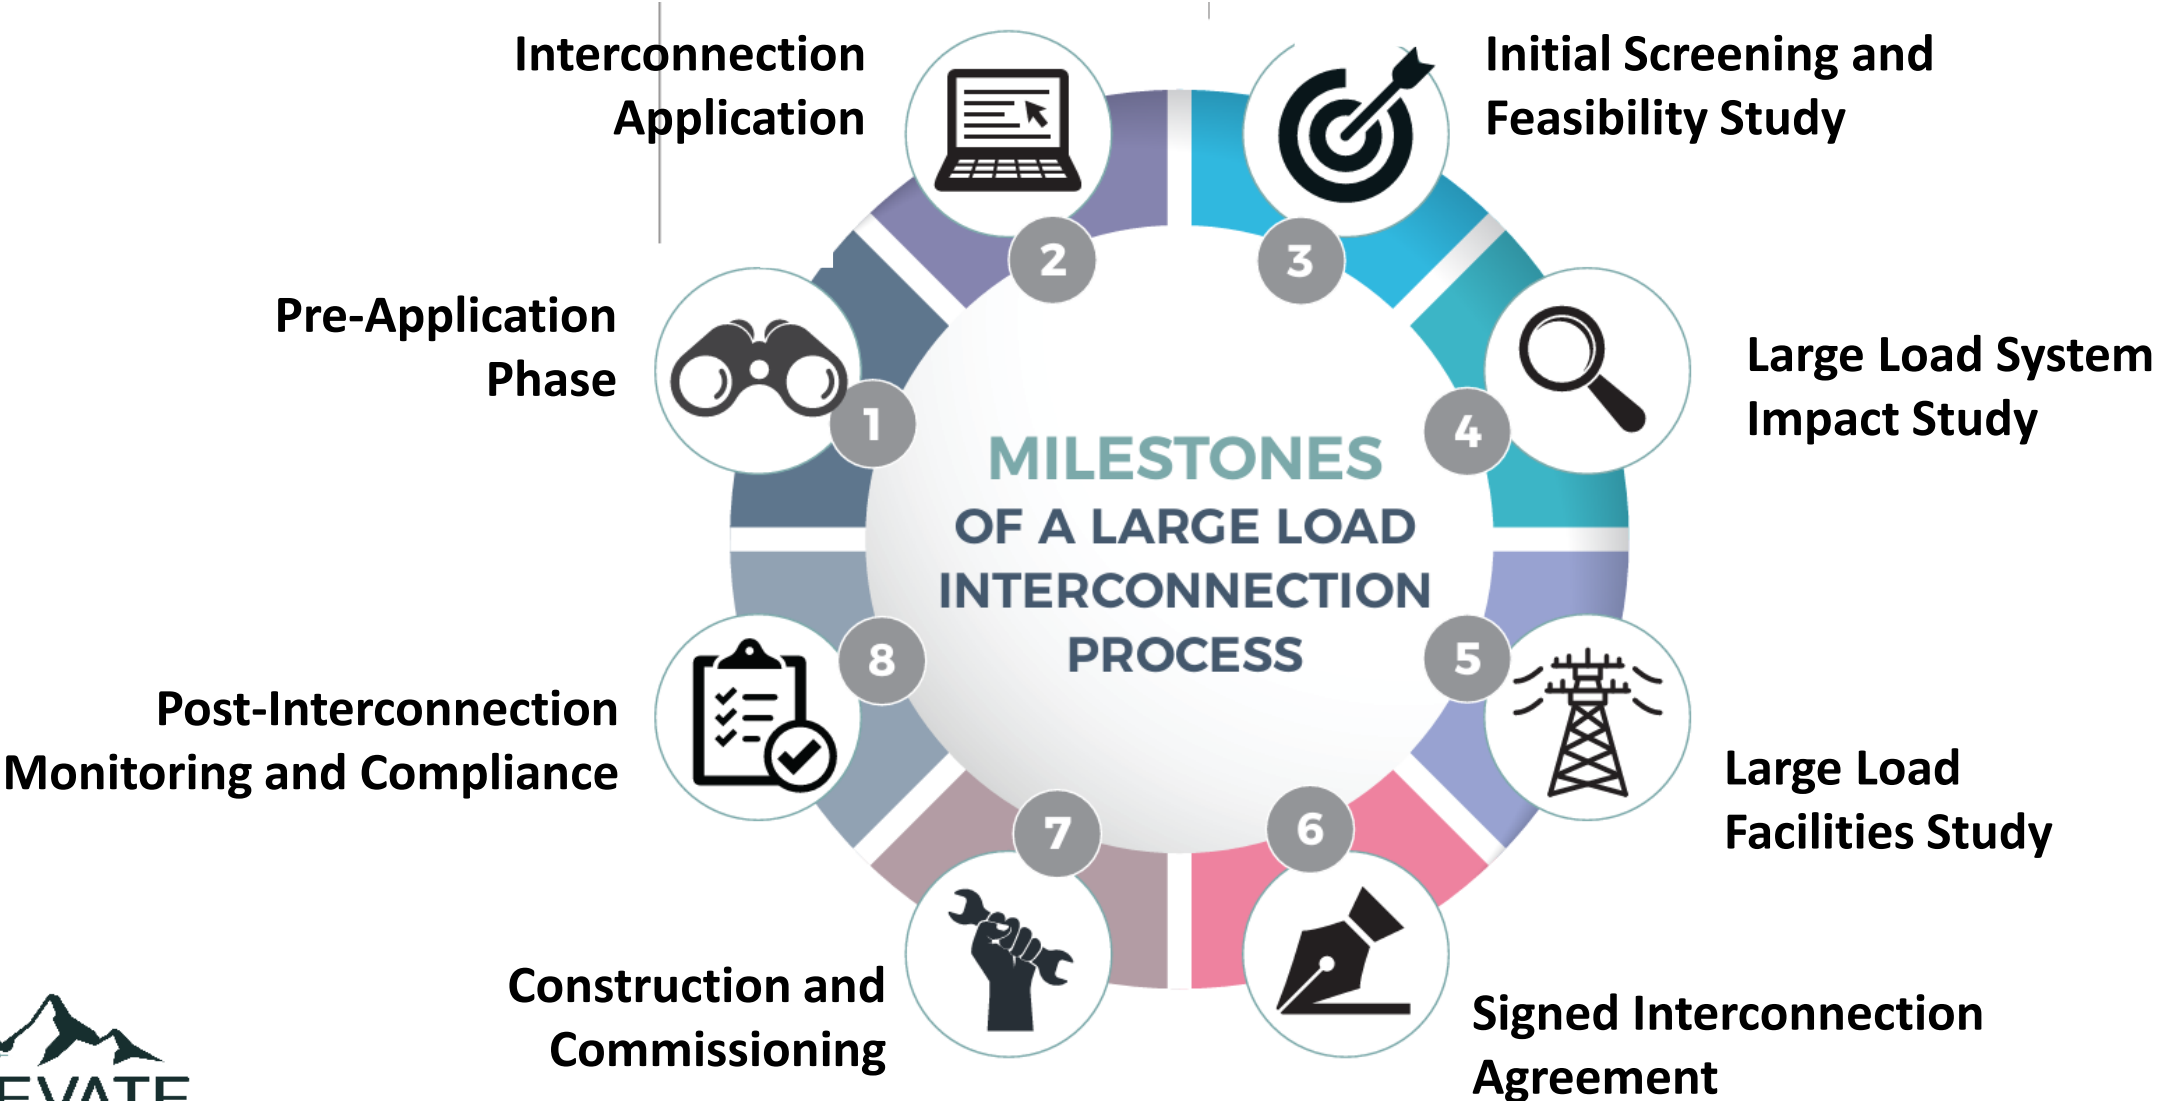 Interconnection
Application
2
Initial Screening and
Feasibility Study
3
Pre-Application
Phase
1
Large Load System
Impact Study
4
MILESTONES
OF A LARGE LOAD
INTERCONNECTION
PROCESS
Post-Interconnection
Monitoring and Compliance
8
5
Large Load
Facilities Study
7
Construction and
Commissioning
6
Signed Interconnection
Agreement
EVATE